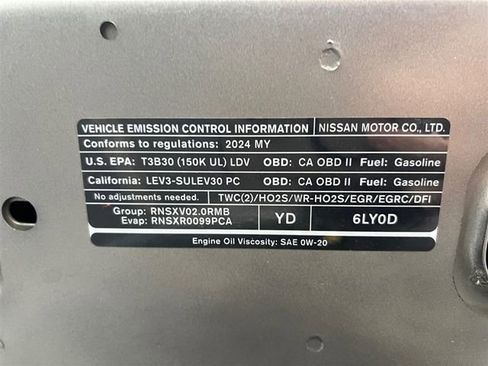 VEHICLE EMISSION CONTROL INFORMATION NISSAN MOTOR CO., LTD.
Conforms to regulations: 2024 MY
U.S. EPA: T3B30 (150K UL) LDV OBD: CA OBD II Fuel: Gasoline
California: LEV3-SULEV30 PC OBD: CA OBD II Fuel: Gasoline
No adjustments needed. TWC(2)/HO2S/WR-HO2S/EGR/EGRC/DFI
Group: RNSXV02.0RMB
Evap: RNSXR0099PCA YD 6LY0D
Engine Oil Viscosity: SAE 0W-20